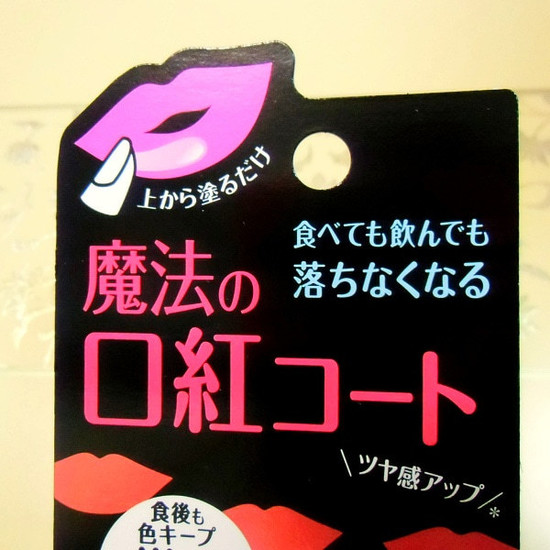 上から塗るだけ
食べても飲んでも
落ちなくなる
魔法の
口紅コート
\ツヤ感アップ/*
食後も
色キープ